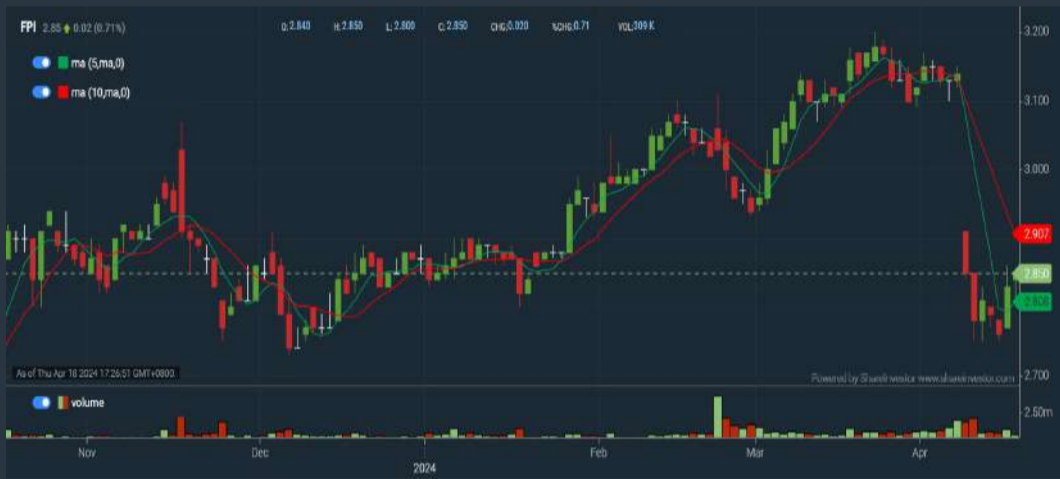 FPI 2.85 0.02 (0.71%) O: 2.840 H: 2.850 L: 2.800 C: 2.850 CHG:0.020 %CHG:0.71 VOL:309 K
ma (5,ma,0)
ma (10,ma,0)
3.200
3.100
3.000
2.907
2.850
2.808
2.700
As of Thu Apr 18 2024 17:26:51 GMT+0800
Powered by ShareInvestor www.shareinvestor.com
volume
2.50m
Nov Dec 2024 Feb Mar Apr